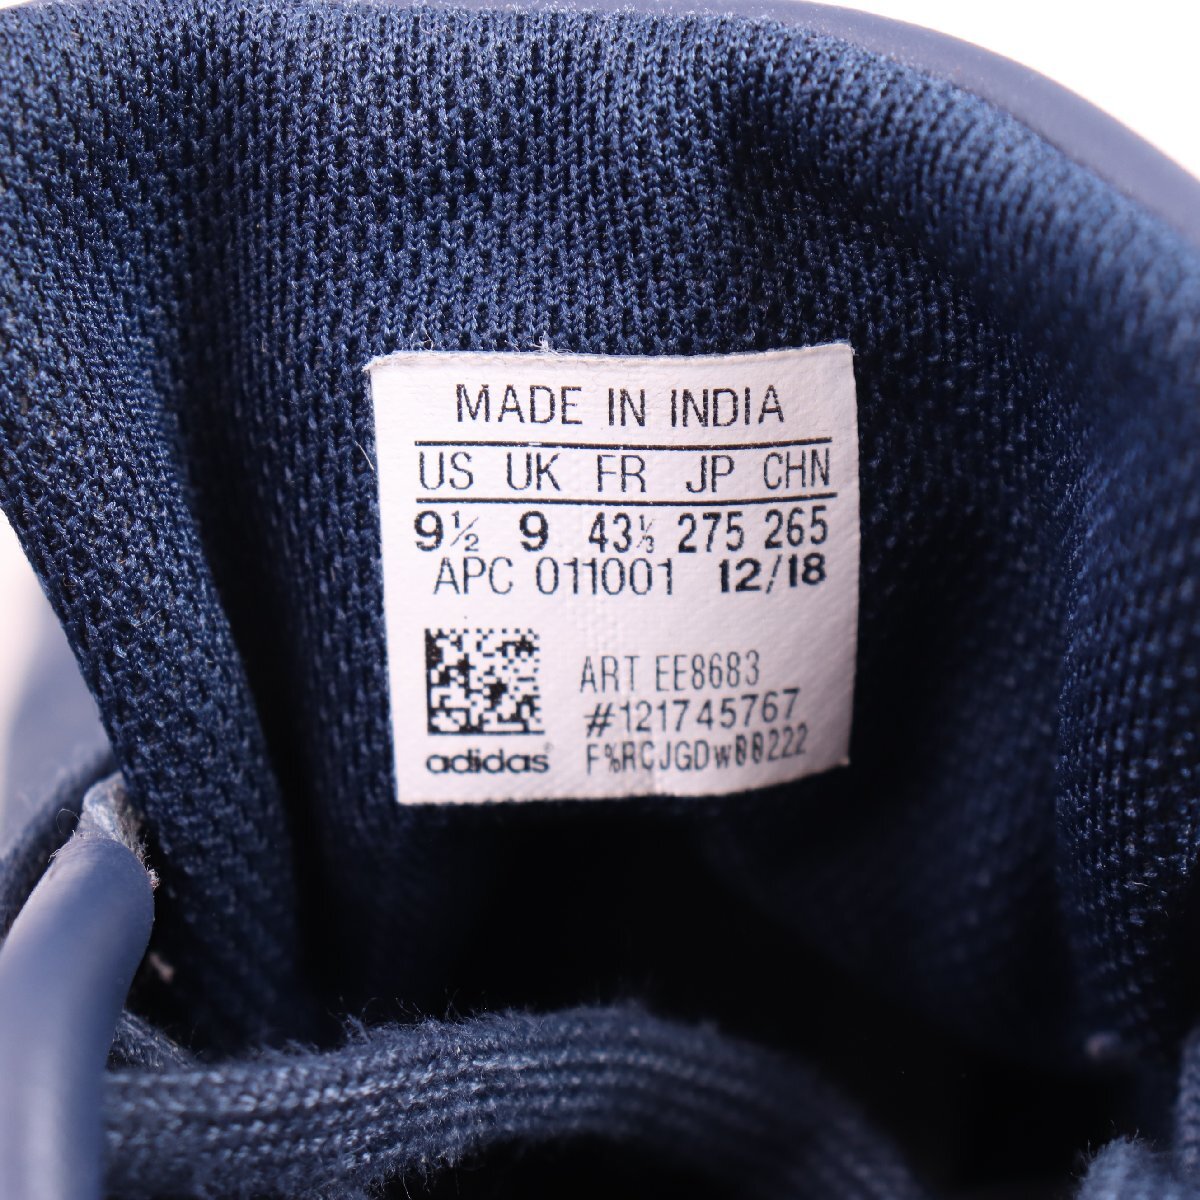 MADE IN INDIA
US UK FR JP CHN
9½ 9 43⅓ 275 265
APC 011001 12/18
ART EE8683
#121745767
adidas F%RCJGDw00222